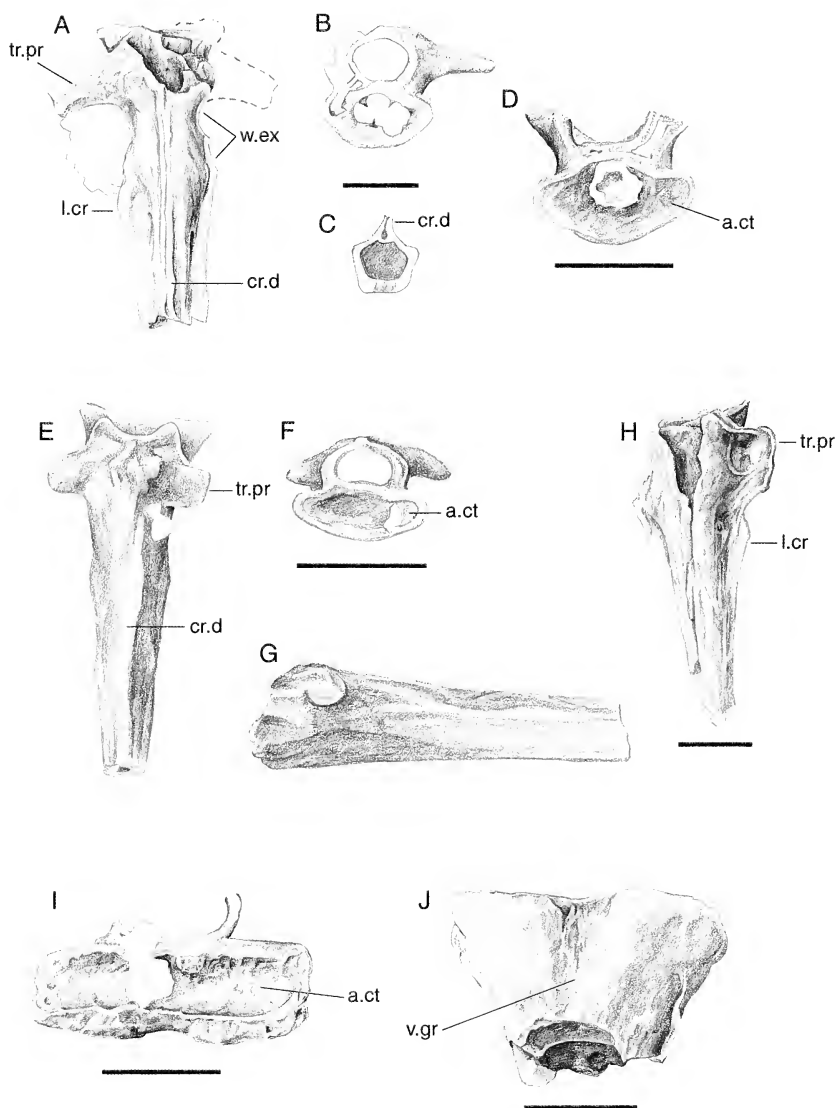 A
tr.pr
w.ex
l.cr
cr.d
B
C
cr.d
D
a.ct
E
tr.pr
cr.d
F
a.ct
G
H
tr.pr
l.cr
I
a.ct
J
v.gr